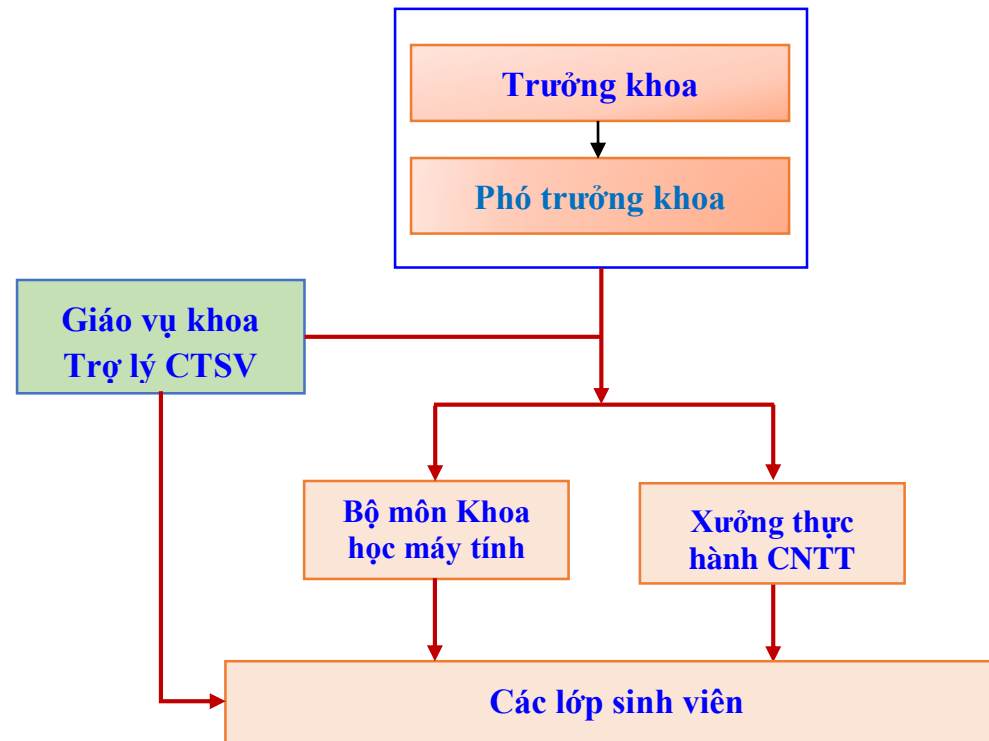 Trưởng khoa
Phó trưởng khoa
Giáo vụ khoa
Trợ lý CTSV
Bộ môn Khoa
học máy tính
Xưởng thực
hành CNTT
Các lớp sinh viên